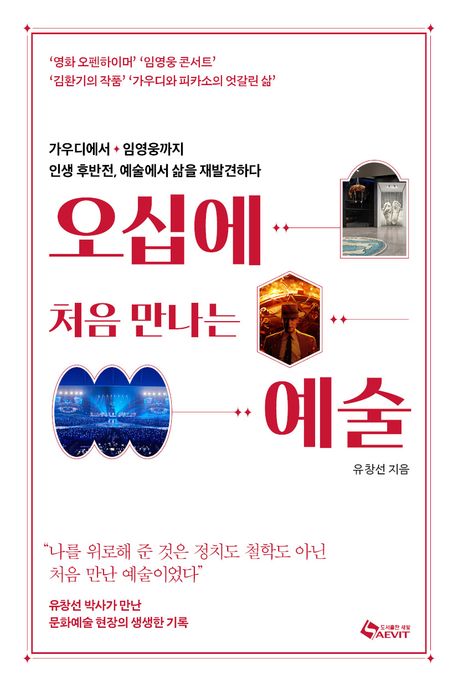 ‘영화 오펜하이머’ ‘임영웅 콘서트’
‘김환기의 작품’ ‘가우디와 피카소의 엇갈린 삶’
가우디에서 ✦ 임영웅까지
인생 후반전, 예술에서 삶을 재발견하다
오십에
처음 만나는
예술
유창선 지음
“나를 위로해 준 것은 정치도 철학도 아닌
처음 만난 예술이었다”
유창선 박사가 만난
문화예술 현장의 생생한 기록
도서출판 새빛
SAEVIT